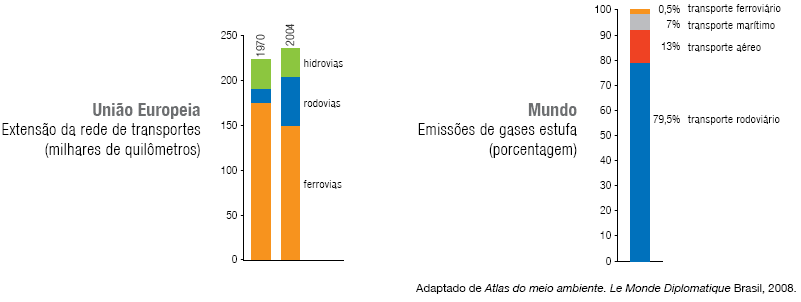 União Europeia
Extensão da rede de transportes
(milhares de quilômetros)
250
200
150
100
50
0
1970
2004
hidrovias
rodovias
ferrovias
Mundo
Emissões de gases estufa
(porcentagem)
100
90
80
70
60
50
40
30
20
10
0
0,5% transporte ferroviário
7% transporte marítimo
13% transporte aéreo
79,5% transporte rodoviário
Adaptado de Atlas do meio ambiente. Le Monde Diplomatique Brasil, 2008.